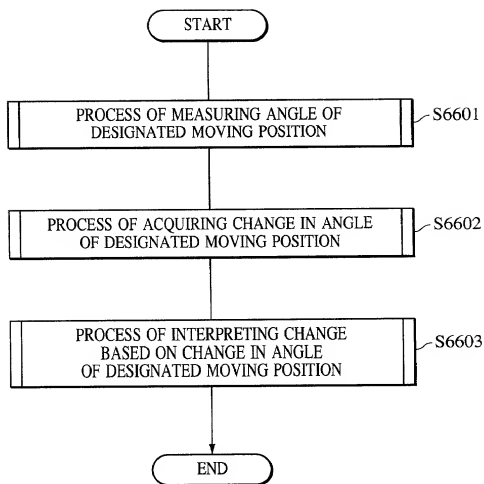 START
PROCESS OF MEASURING ANGLE OF
DESIGNATED MOVING POSITION
S6601
PROCESS OF ACQUIRING CHANGE IN ANGLE
OF DESIGNATED MOVING POSITION
S6602
PROCESS OF INTERPRETING CHANGE
BASED ON CHANGE IN ANGLE
OF DESIGNATED MOVING POSITION
S6603
END